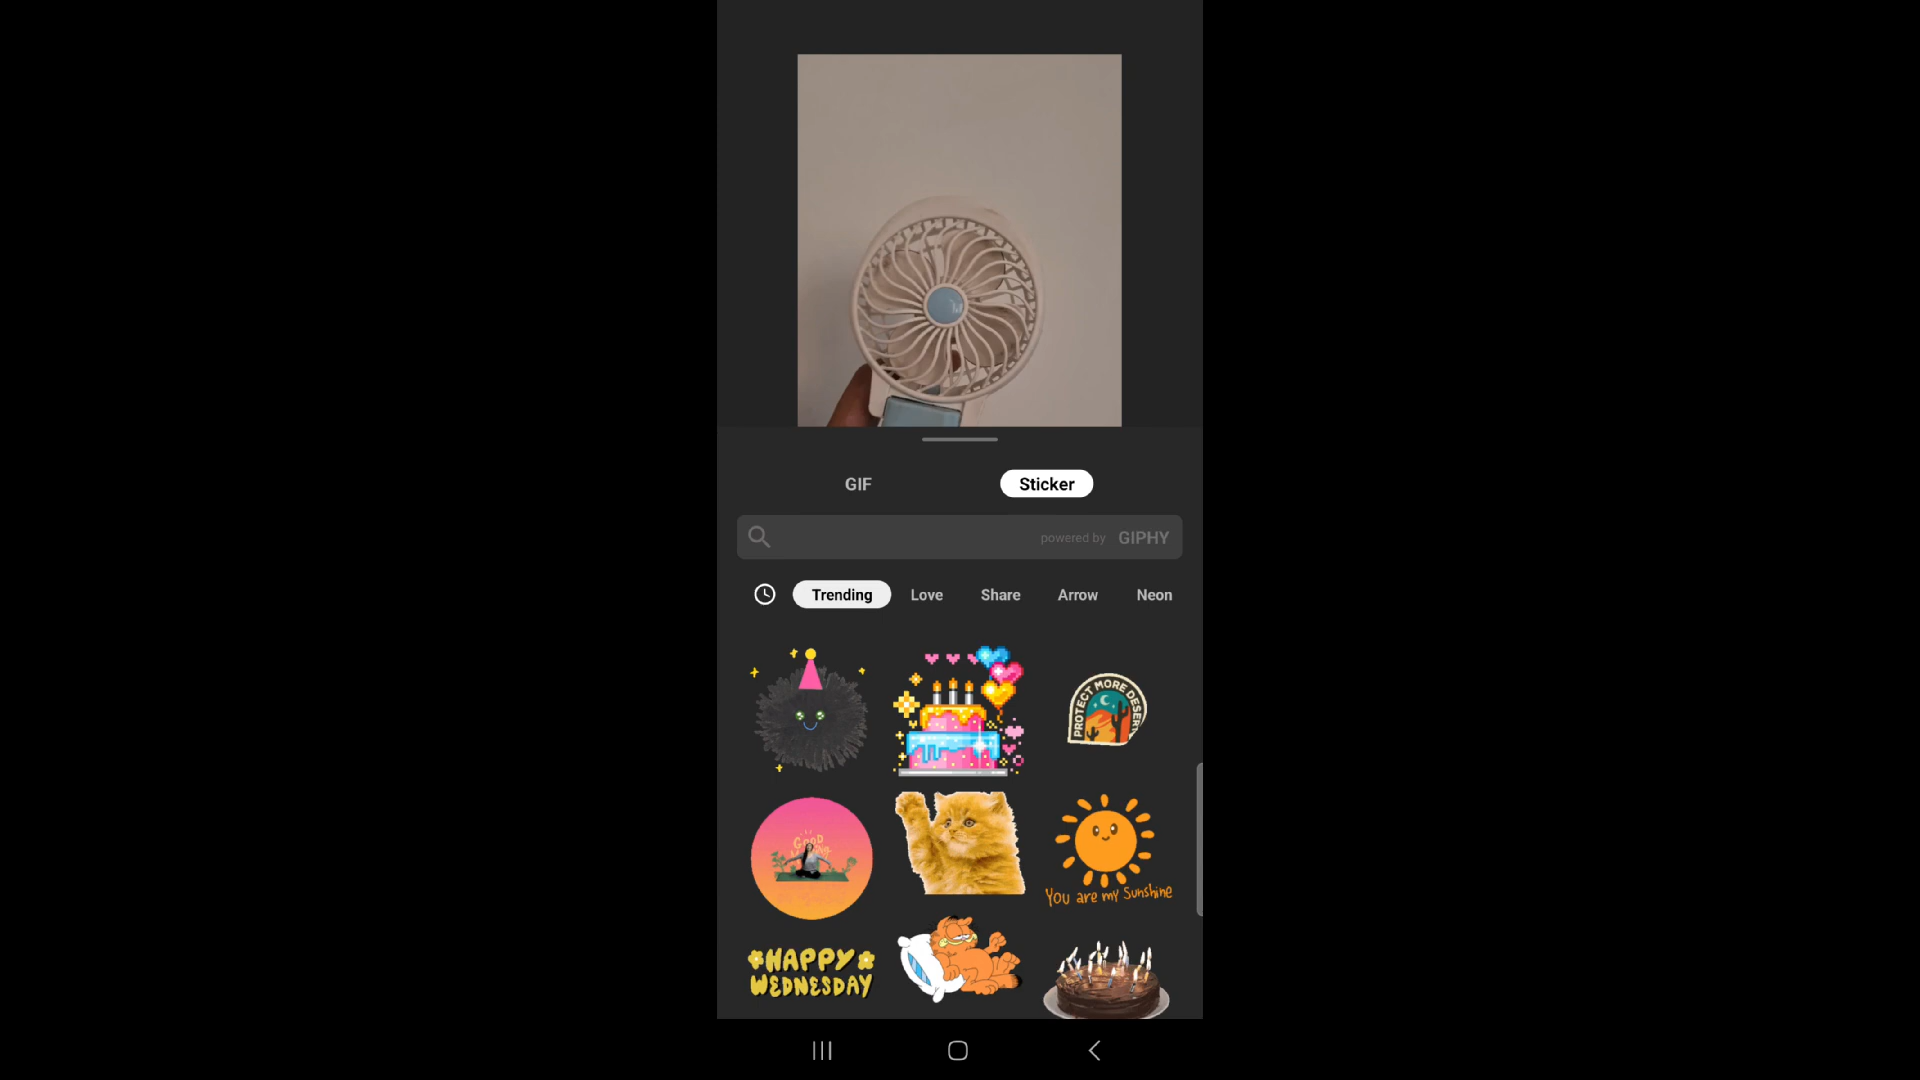 GIF
Sticker
powered by GIPHY
Trending
Love
Share
Arrow
Neon
PROTECT MORE DESERT
GOOD
You are my Sunshine
HAPPY
WEDNESDAY